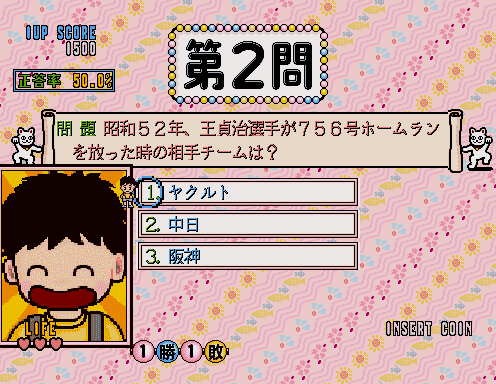 1UP SCORE
1500
正答率 50.0%
第2問
問題 昭和52年、王貞治選手が756号ホームラン
を放った時の相手チームは?
1. ヤクルト
2. 中日
3. 阪神
LIFE
INSERT COIN
1勝1敗